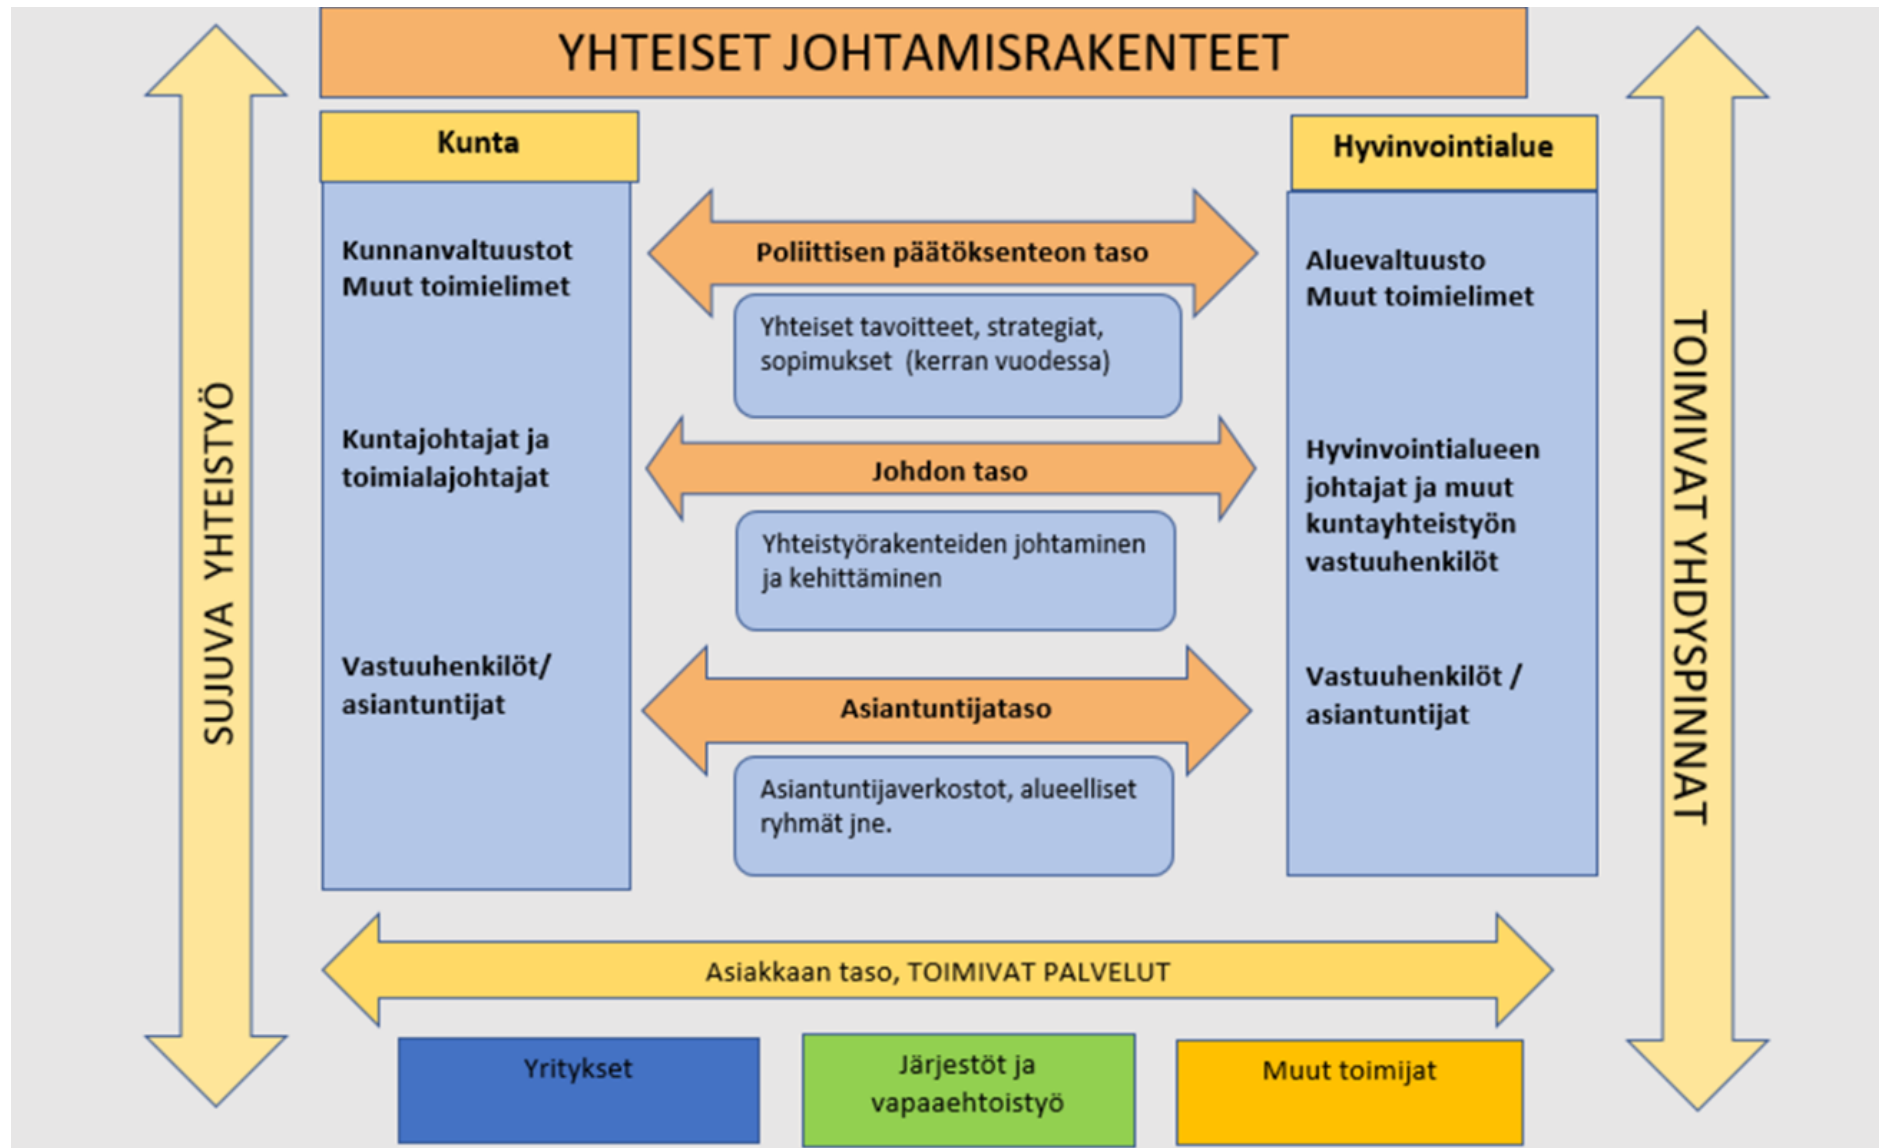 YHTEISET JOHTAMISRAKENTEET
SUJUVA YHTEISTYÖ
Kunta
Kunnanvaltuustot
Muut toimielimet
Kuntajohtajat ja
toimialajohtajat
Vastuuhenkilöt/
asiantuntijat
Poliittisen päätöksenteon taso
Yhteiset tavoitteet, strategiat,
sopimukset (kerran vuodessa)
Johdon taso
Yhteistyörakenteiden johtaminen
ja kehittäminen
Asiantuntijataso
Asiantuntijaverkostot, alueelliset
ryhmät jne.
Hyvinvointialue
Aluevaltuusto
Muut toimielimet
Hyvinvointialueen
johtajat ja muut
kuntayhteistyön
vastuuhenkilöt
Vastuuhenkilöt /
asiantuntijat
TOIMIVAT YHDYSPINNAT
Asiakkaan taso, TOIMIVAT PALVELUT
Yritykset
Järjestöt ja
vapaaehtoistyö
Muut toimijat